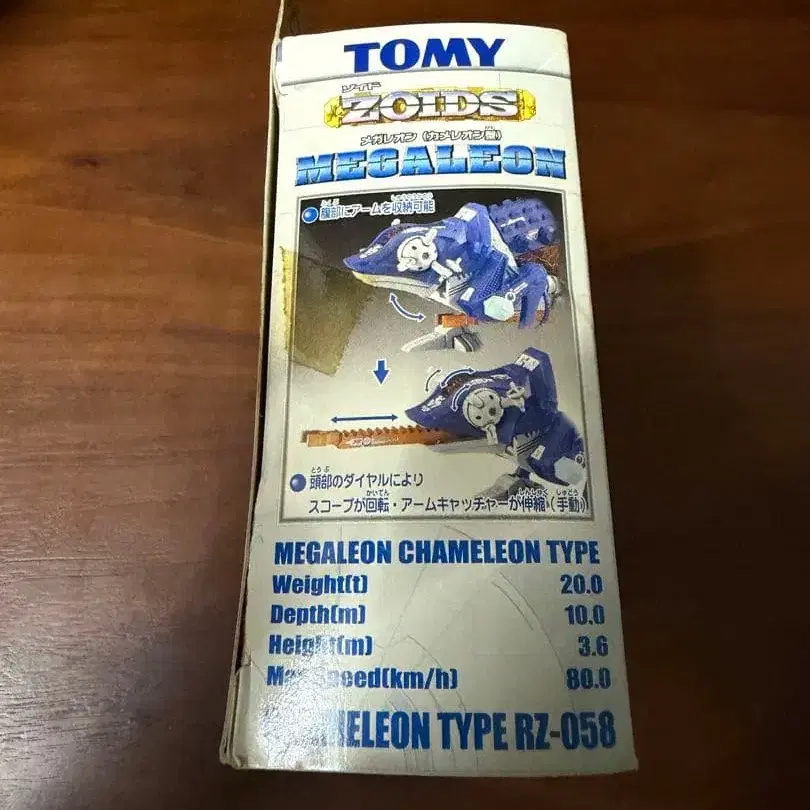 TOMY
ゾイド
ZOIDS
メガレオン(カメレオン型)
MEGALEON
腹部にアームを収納可能
頭部のダイヤルにより
スコープが回転・アームキャッチャーが伸縮(手動)
MEGALEON CHAMELEON TYPE
Weight(t) 20.0
Depth(m) 10.0
Height(m) 3.6
Max Speed(km/h) 80.0
TYPE RZ-058